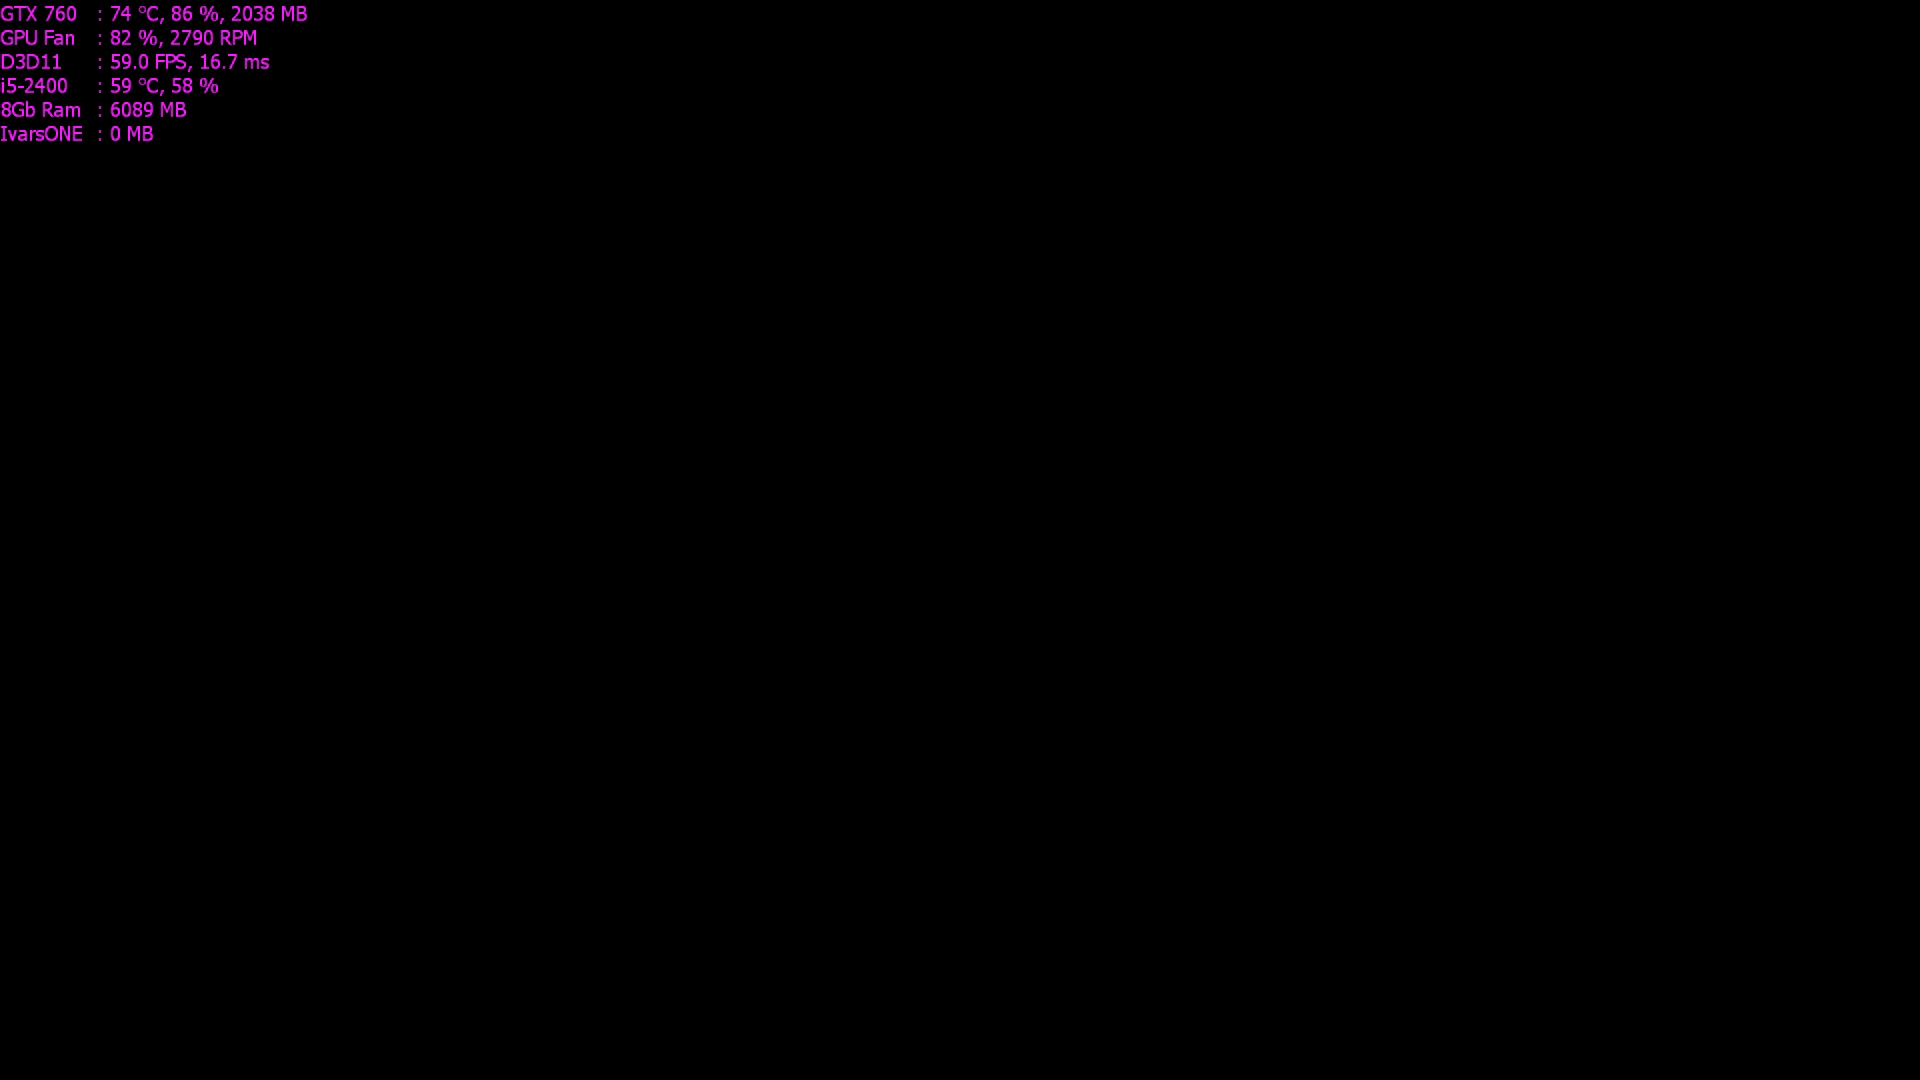 GTX 760 : 74 °C, 86 %, 2038 MB
GPU Fan : 82 %, 2790 RPM
D3D11 : 59.0 FPS, 16.7 ms
i5-2400 : 59 °C, 58 %
8Gb Ram : 6089 MB
IvarsONE : 0 MB